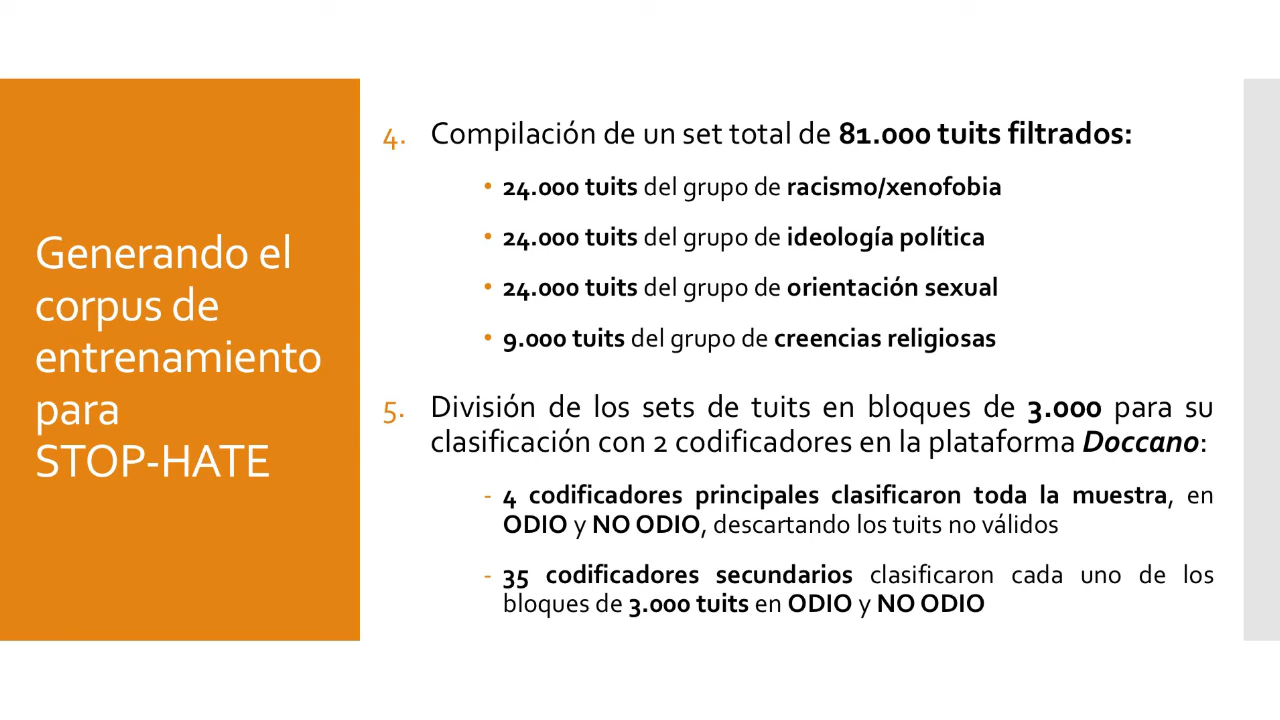 Generando el
corpus de
entrenamiento
para
STOP-HATE
4. Compilación de un set total de 81.000 tuits filtrados:
• 24.000 tuits del grupo de racismo/xenofobia
• 24.000 tuits del grupo de ideología política
• 24.000 tuits del grupo de orientación sexual
• 9.000 tuits del grupo de creencias religiosas
5. División de los sets de tuits en bloques de 3.000 para su
clasificación con 2 codificadores en la plataforma Doccano:
- 4 codificadores principales clasificaron toda la muestra, en
ODIO y NO ODIO, descartando los tuits no válidos
- 35 codificadores secundarios clasificaron cada uno de los
bloques de 3.000 tuits en ODIO y NO ODIO